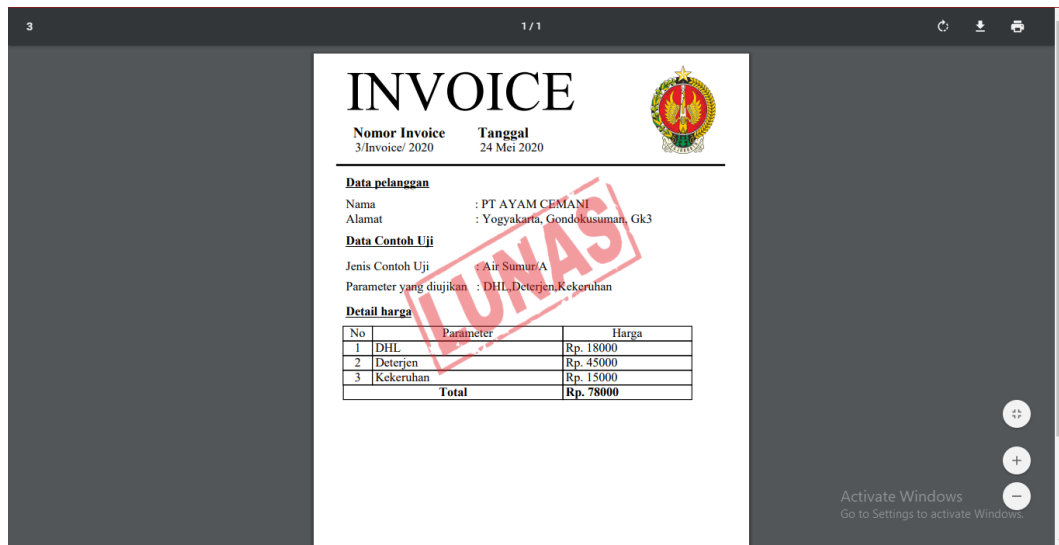 3
1 / 1
INVOICE
Nomor Invoice Tanggal
3/Invoice/ 2020 24 Mei 2020
Data pelanggan
Nama : PT AYAM CEMANI
Alamat : Yogyakarta, Gondokusuman, Gk3
Data Contoh Uji
Jenis Contoh Uji : Air Sumur/A
Parameter yang diujikan : DHL,Deterjen,Kekeruhan
LUNAS
Detail harga
No Parameter Harga
1 DHL Rp. 18000
2 Deterjen Rp. 45000
3 Kekeruhan Rp. 15000
Total Rp. 78000
Activate Windows
Go to Settings to activate Windows.